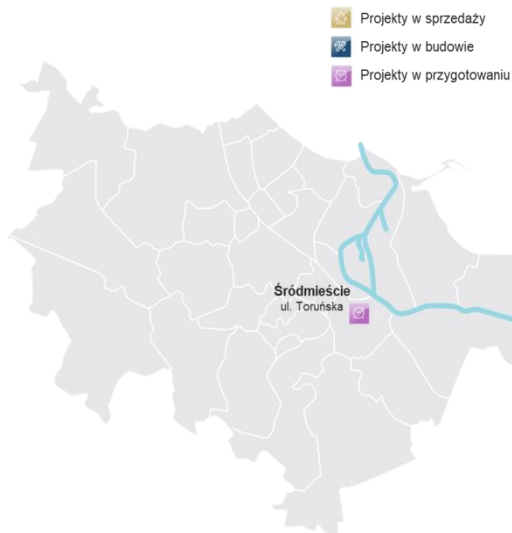 Projekty w sprzedaży
Projekty w budowie
Projekty w przygotowaniu
Śródmieście
ul. Toruńska